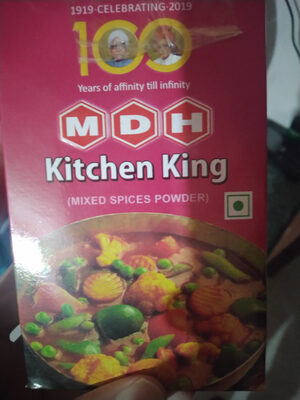 1919-CELEBRATING-2019
100
Years of affinity till infinity
MDH
Kitchen King
(MIXED SPICES POWDER)